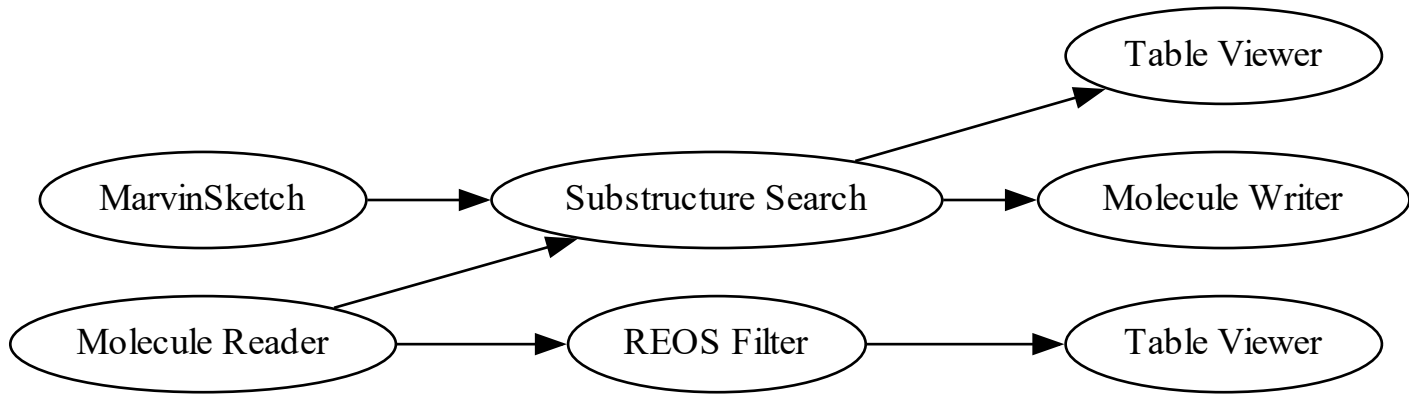 Table Viewer
MarvinSketch
Substructure Search
Molecule Writer
Molecule Reader
REOS Filter
Table Viewer